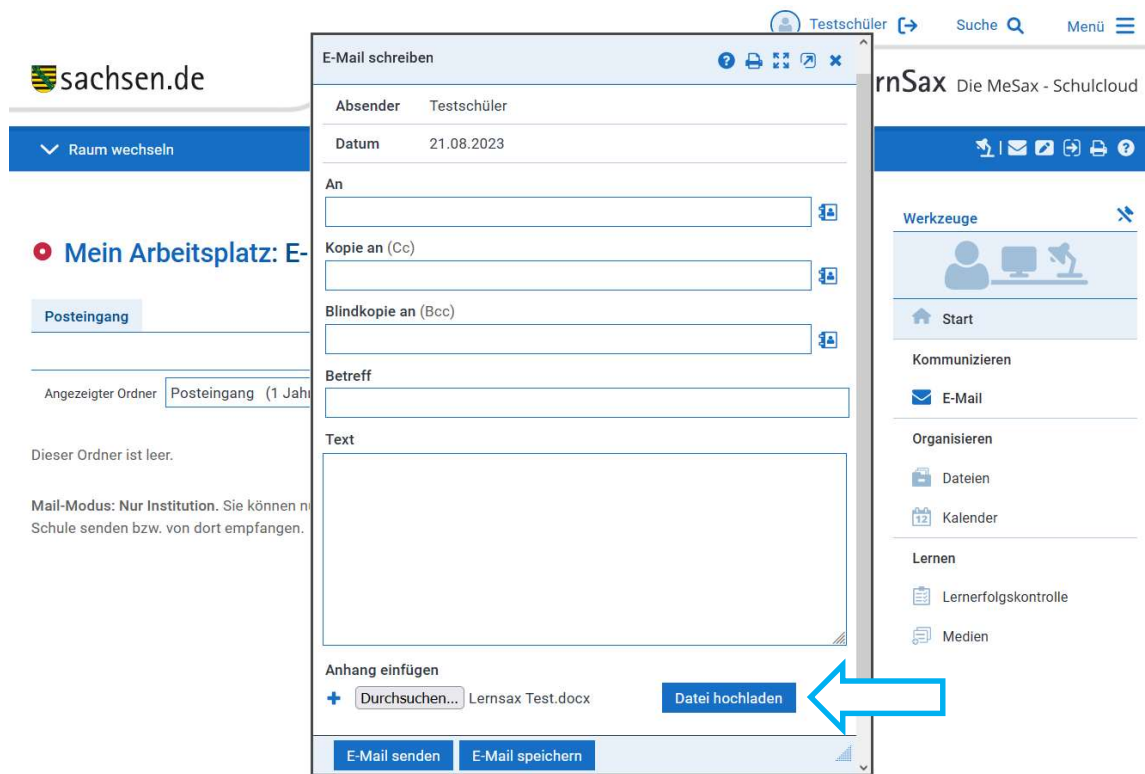 Testschüler
Suche
Menü
sachsen.de
rnSax Die MeSax - Schulcloud
Raum wechseln
Mein Arbeitsplatz: E-
Posteingang
Angezeigter Ordner Posteingang (1 Jah
Dieser Ordner ist leer.
Mail-Modus: Nur Institution. Sie können n
Schule senden bzw. von dort empfangen.
E-Mail schreiben
Absender Testschüler
Datum 21.08.2023
An
Kopie an (Cc)
Blindkopie an (Bcc)
Betreff
Text
Anhang einfügen
Durchsuchen... Lernsax Test.docx Datei hochladen
E-Mail senden E-Mail speichern
Werkzeuge
Start
Kommunizieren
E-Mail
Organisieren
Dateien
12 Kalender
Lernen
Lernerfolgskontrolle
Medien